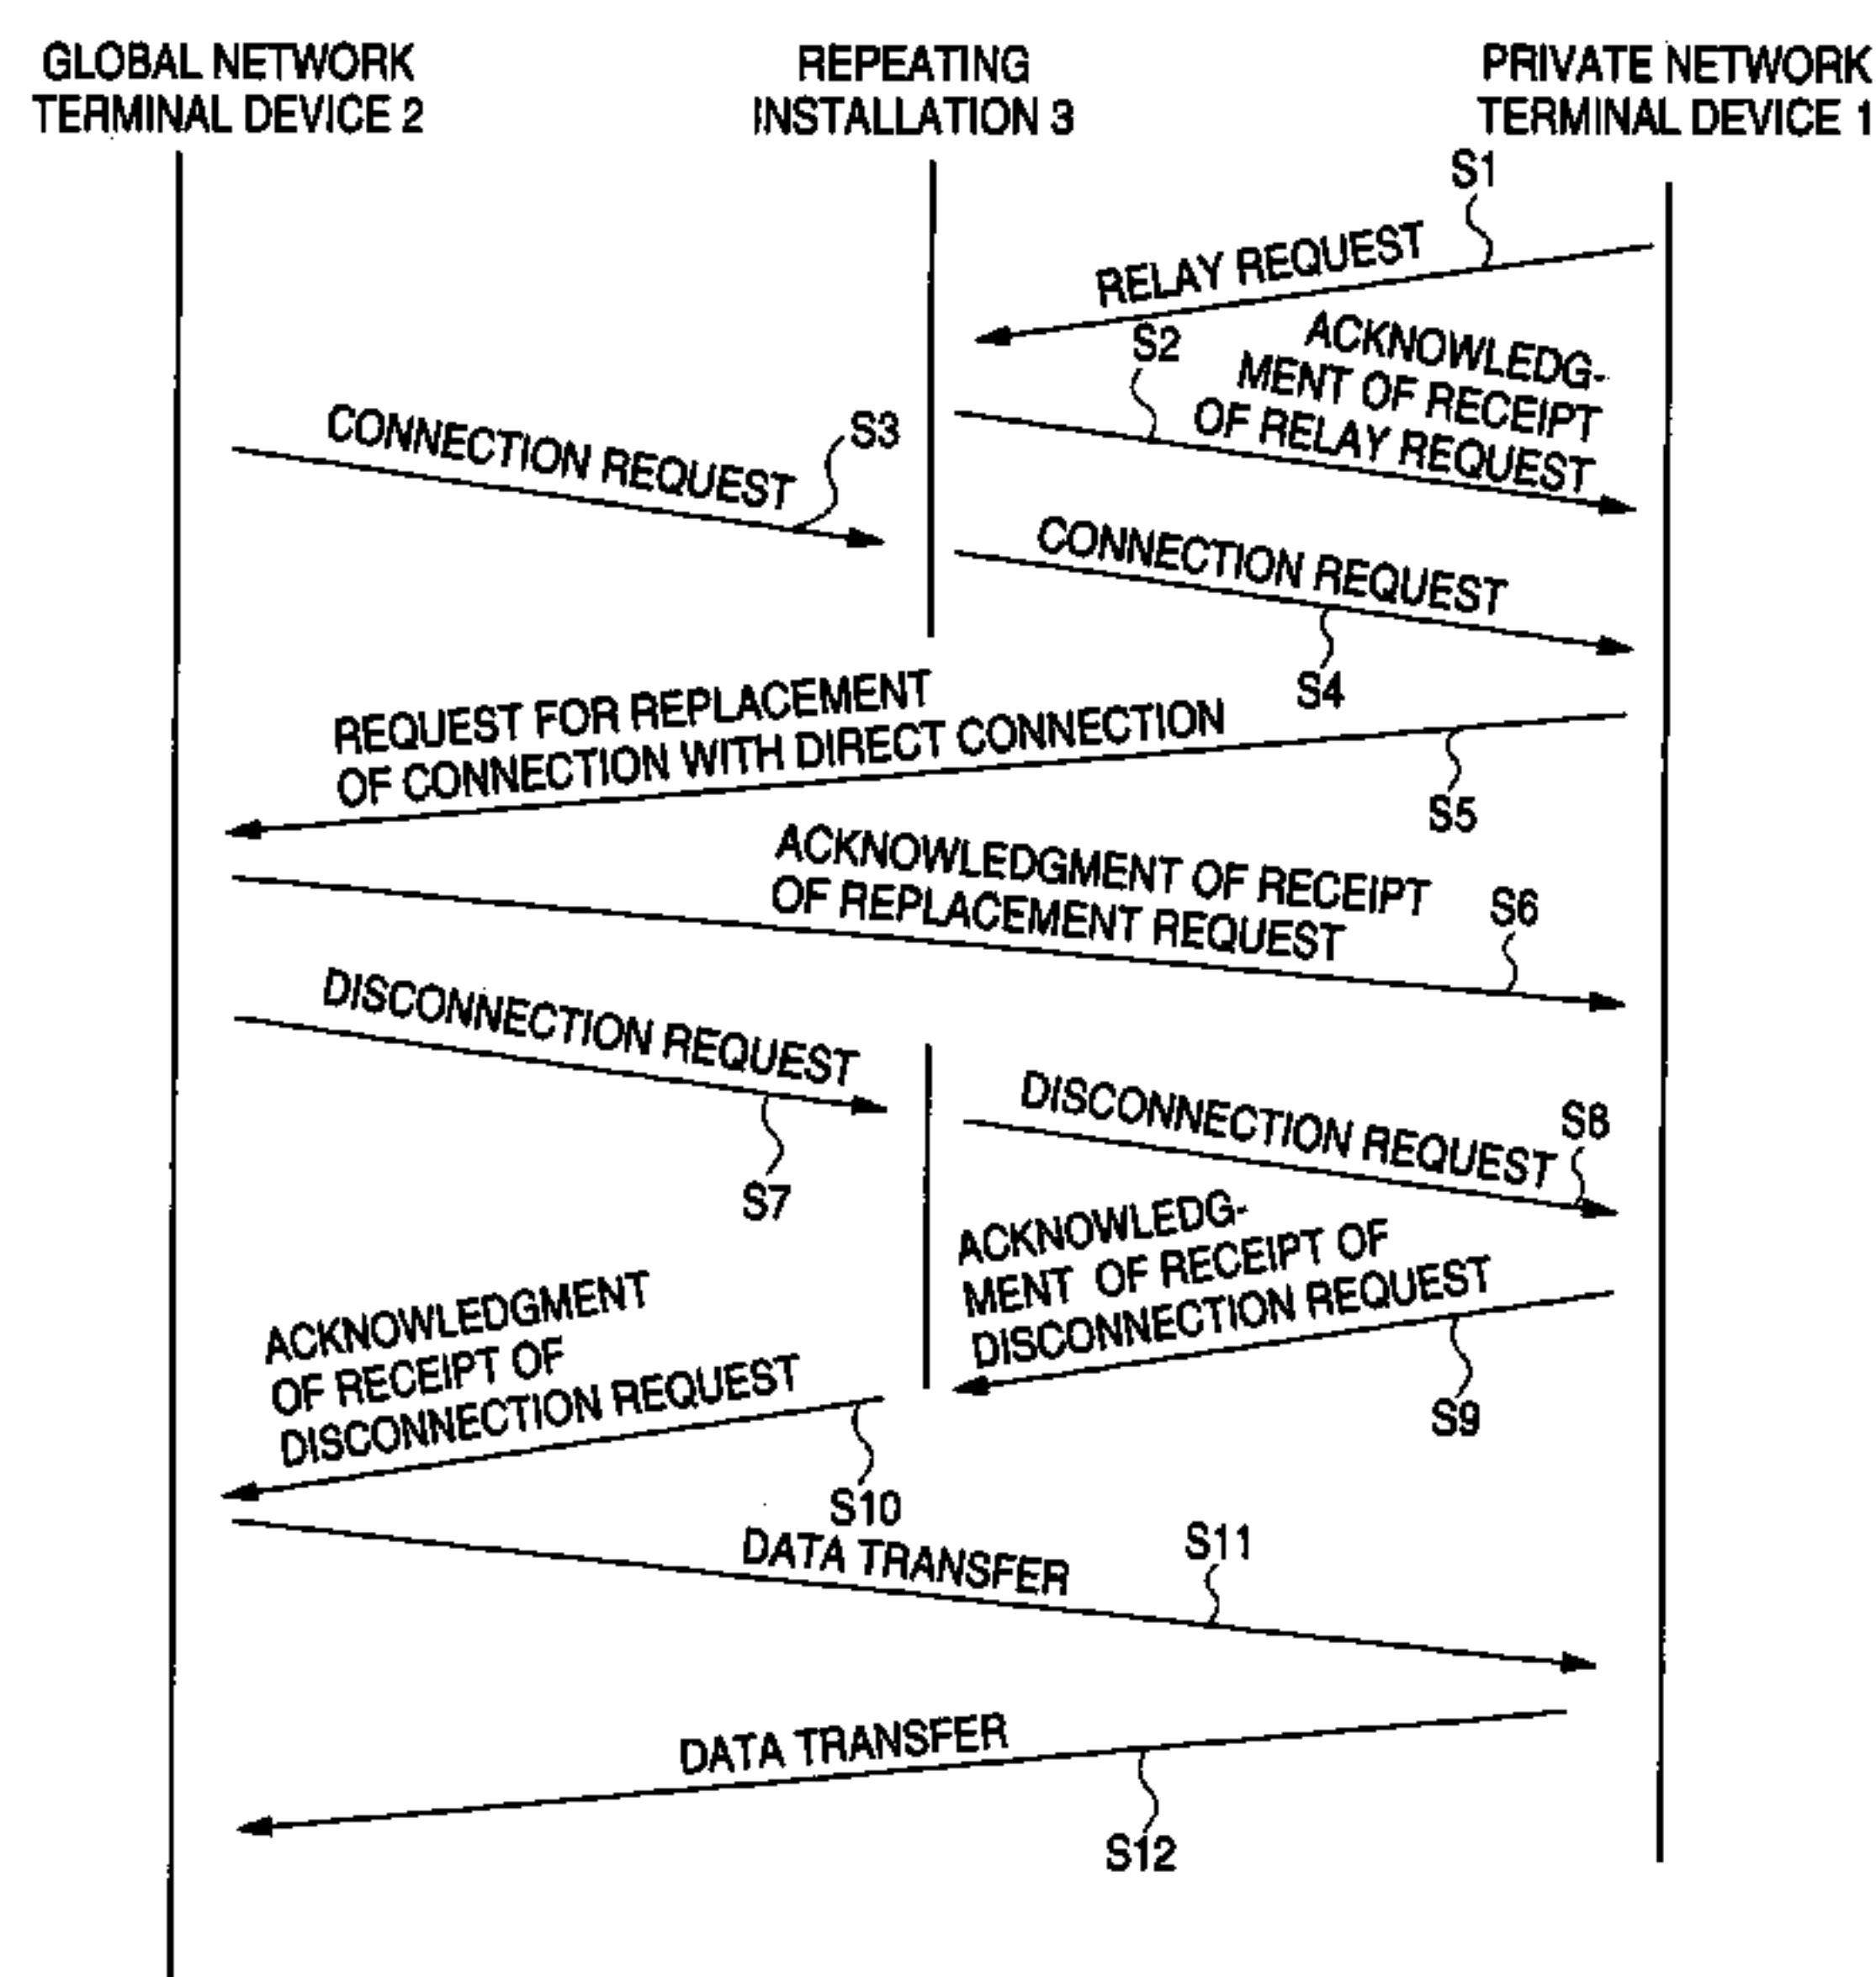 GLOBAL NETWORK
TERMINAL DEVICE 2
REPEATING
INSTALLATION 3
PRIVATE NETWORK
TERMINAL DEVICE 1
S1
RELAY REQUEST
S2
ACKNOWLEDG-
MENT OF RECEIPT
OF RELAY REQUEST
CONNECTION REQUEST
S3
CONNECTION REQUEST
S4
REQUEST FOR REPLACEMENT
OF CONNECTION WITH DIRECT CONNECTION
S5
ACKNOWLEDGMENT OF RECEIPT
OF REPLACEMENT REQUEST
S6
DISCONNECTION REQUEST
S7
DISCONNECTION REQUEST
S8
ACKNOWLEDG-
MENT OF RECEIPT OF
DISCONNECTION REQUEST
S9
ACKNOWLEDGMENT
OF RECEIPT OF
DISCONNECTION REQUEST
S10
DATA TRANSFER
S11
DATA TRANSFER
S12